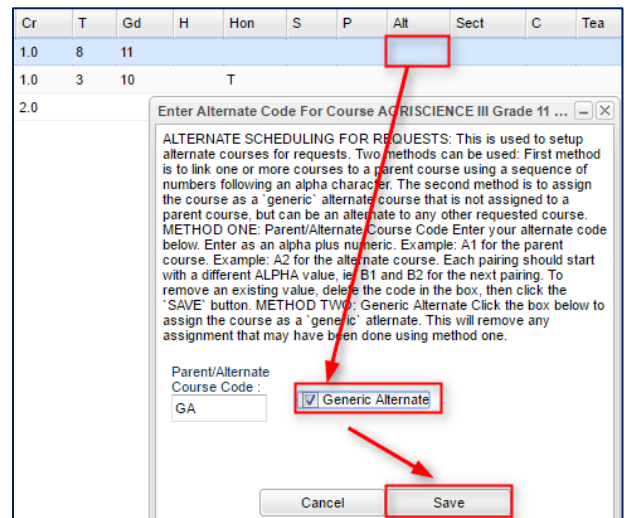 Cr T Gd H Hon S P Alt Sect C Tea
1.0 8 11
1.0 3 10 T
2.0
Enter Alternate Code For Course AGRISCIENCE III Grade 11 ...
ALTERNATE SCHEDULING FOR REQUESTS: This is used to setup
alternate courses for requests. Two methods can be used: First method
is to link one or more courses to a parent course using a sequence of
numbers following an alpha character. The second method is to assign
the course as a `generic` alternate course that is not assigned to a
parent course, but can be an alternate to any other requested course.
METHOD ONE: Parent/Alternate Course Code Enter your alternate code
below. Enter as an alpha plus numeric. Example: A1 for the parent
course. Example: A2 for the alternate course. Each pairing should start
with a different ALPHA value, ie, B1 and B2 for the next pairing. To
remove an existing value, delete the code in the box, then click the
`SAVE` button. METHOD TWO: Generic Alternate Click the box below to
assign the course as a `generic` atlernate. This will remove any
assignment that may have been done using method one.
Parent/Alternate
Course Code :
GA
Generic Alternate
Cancel Save